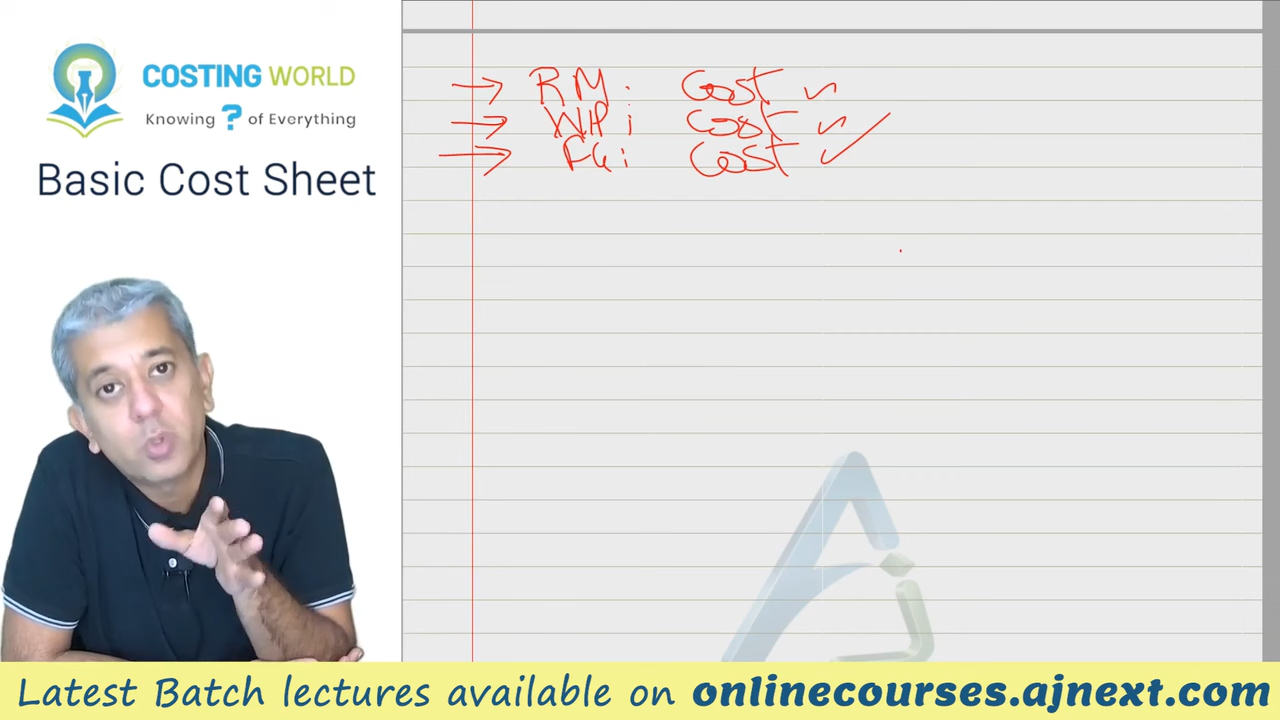 COSTING WORLD
Knowing ? of Everything
Basic Cost Sheet
→ RM: Cost
→ WIP: Cost
→ FG: Cost ✓
Latest Batch lectures available on onlinecourses.ajnext.com